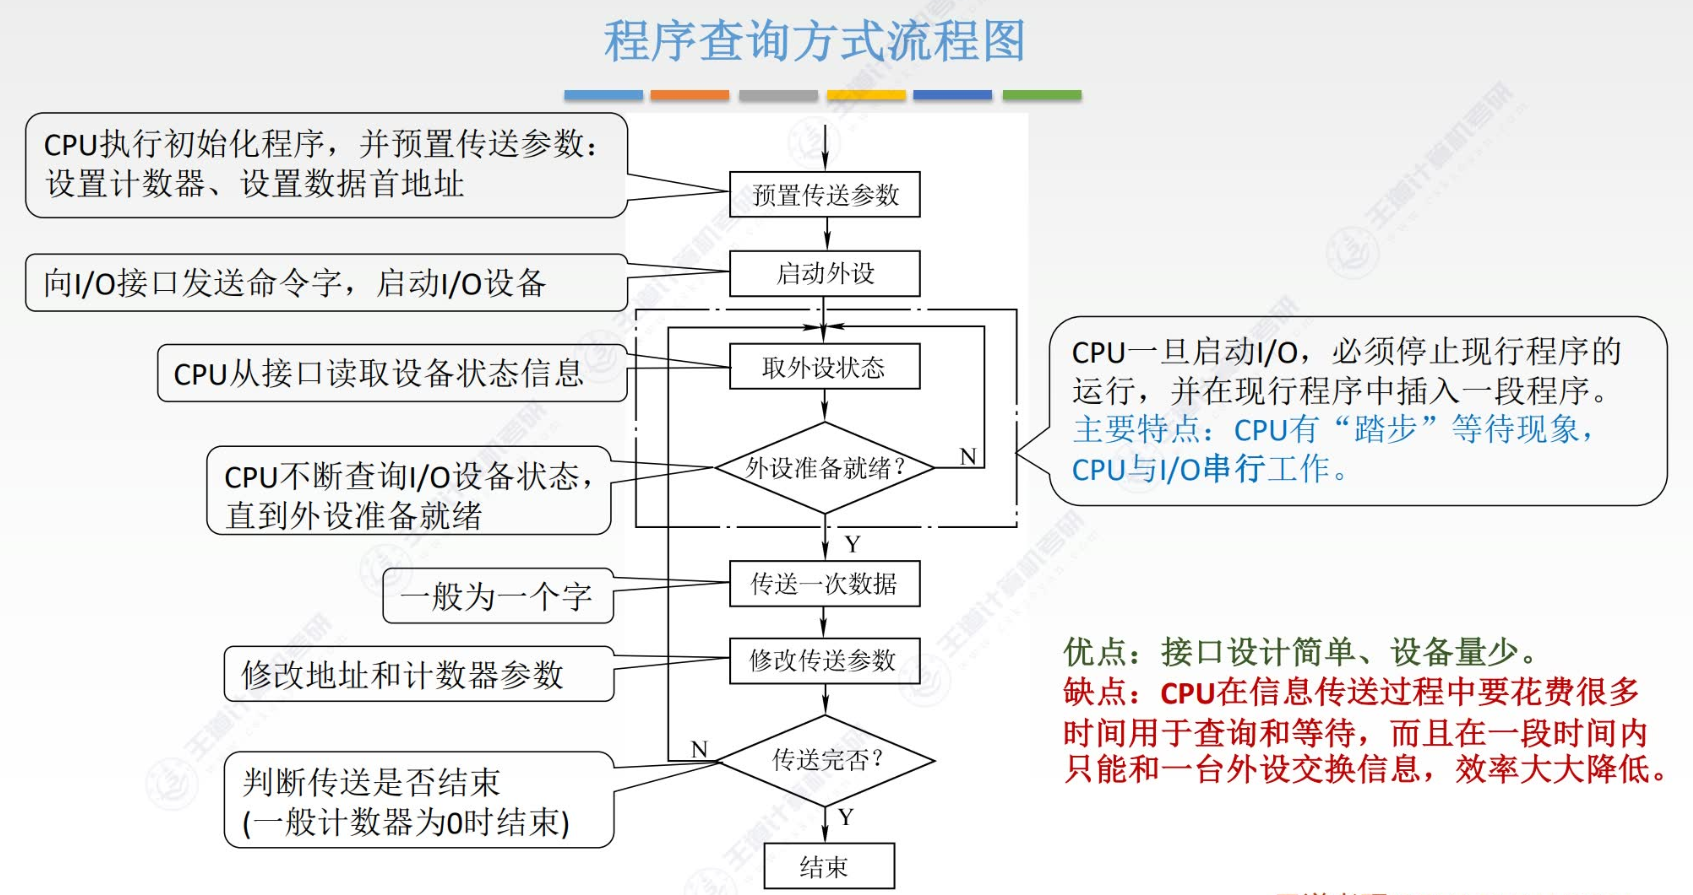 程序查询方式流程图
CPU执行初始化程序，并预置传送参数：
设置计数器、设置数据首地址
预置传送参数
向I/O接口发送命令字，启动I/O设备
启动外设
CPU从接口读取设备状态信息
取外设状态
CPU一旦启动I/O，必须停止现行程序的
运行，并在现行程序中插入一段程序。
主要特点：CPU有“踏步”等待现象，
CPU与I/O串行工作。
CPU不断查询I/O设备状态，
直到外设准备就绪
外设准备就绪？
N
Y
一般为一个字
传送一次数据
修改地址和计数器参数
修改传送参数
优点：接口设计简单、设备量少。
缺点：CPU在信息传送过程中要花费很多
时间用于查询和等待，而且在一段时间内
只能和一台外设交换信息，效率大大降低。
判断传送是否结束
(一般计数器为0时结束)
N
传送完否？
Y
结束
王道计算机考研